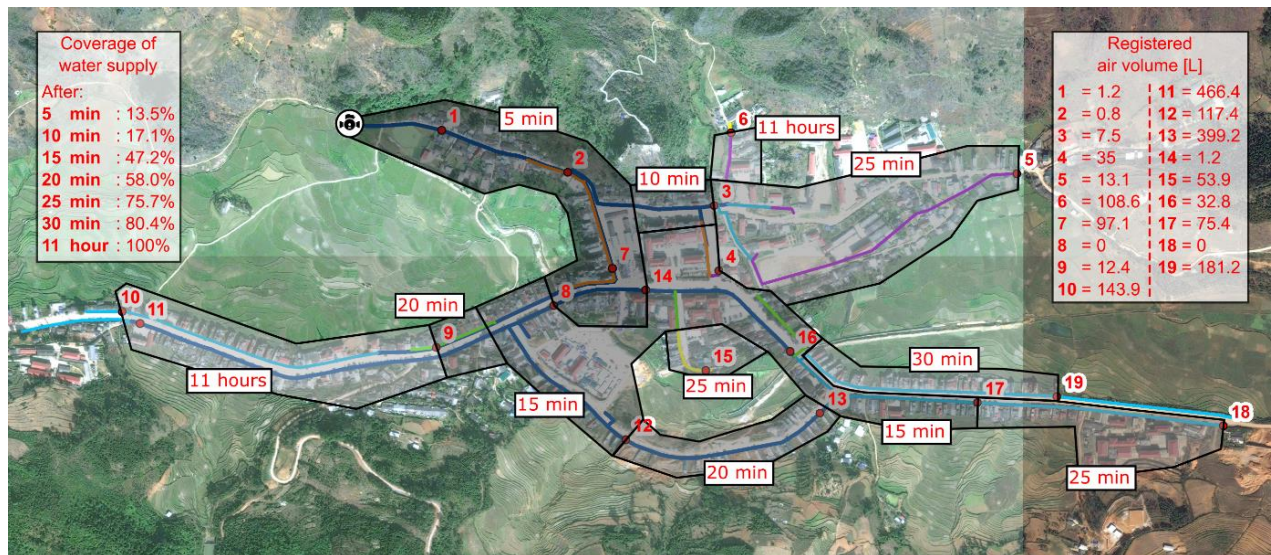 Coverage of
water supply
After:
5 min : 13.5%
10 min : 17.1%
15 min : 47.2%
20 min : 58.0%
25 min : 75.7%
30 min : 80.4%
11 hour : 100%
Registered
air volume [L]
1 = 1.2 11 = 466.4
2 = 0.8 12 = 117.4
3 = 7.5 13 = 399.2
4 = 35 14 = 1.2
5 = 13.1 15 = 53.9
6 = 108.6 16 = 32.8
7 = 97.1 17 = 75.4
8 = 0 18 = 0
9 = 12.4 19 = 181.2
10 = 143.9
1
5 min
2
6
11 hours
25 min
5
10 min
3
7
4
14
8
10
11
20 min
9
16
15
25 min
30 min
11 hours
15 min
12
20 min
13
17
19
18
15 min
25 min